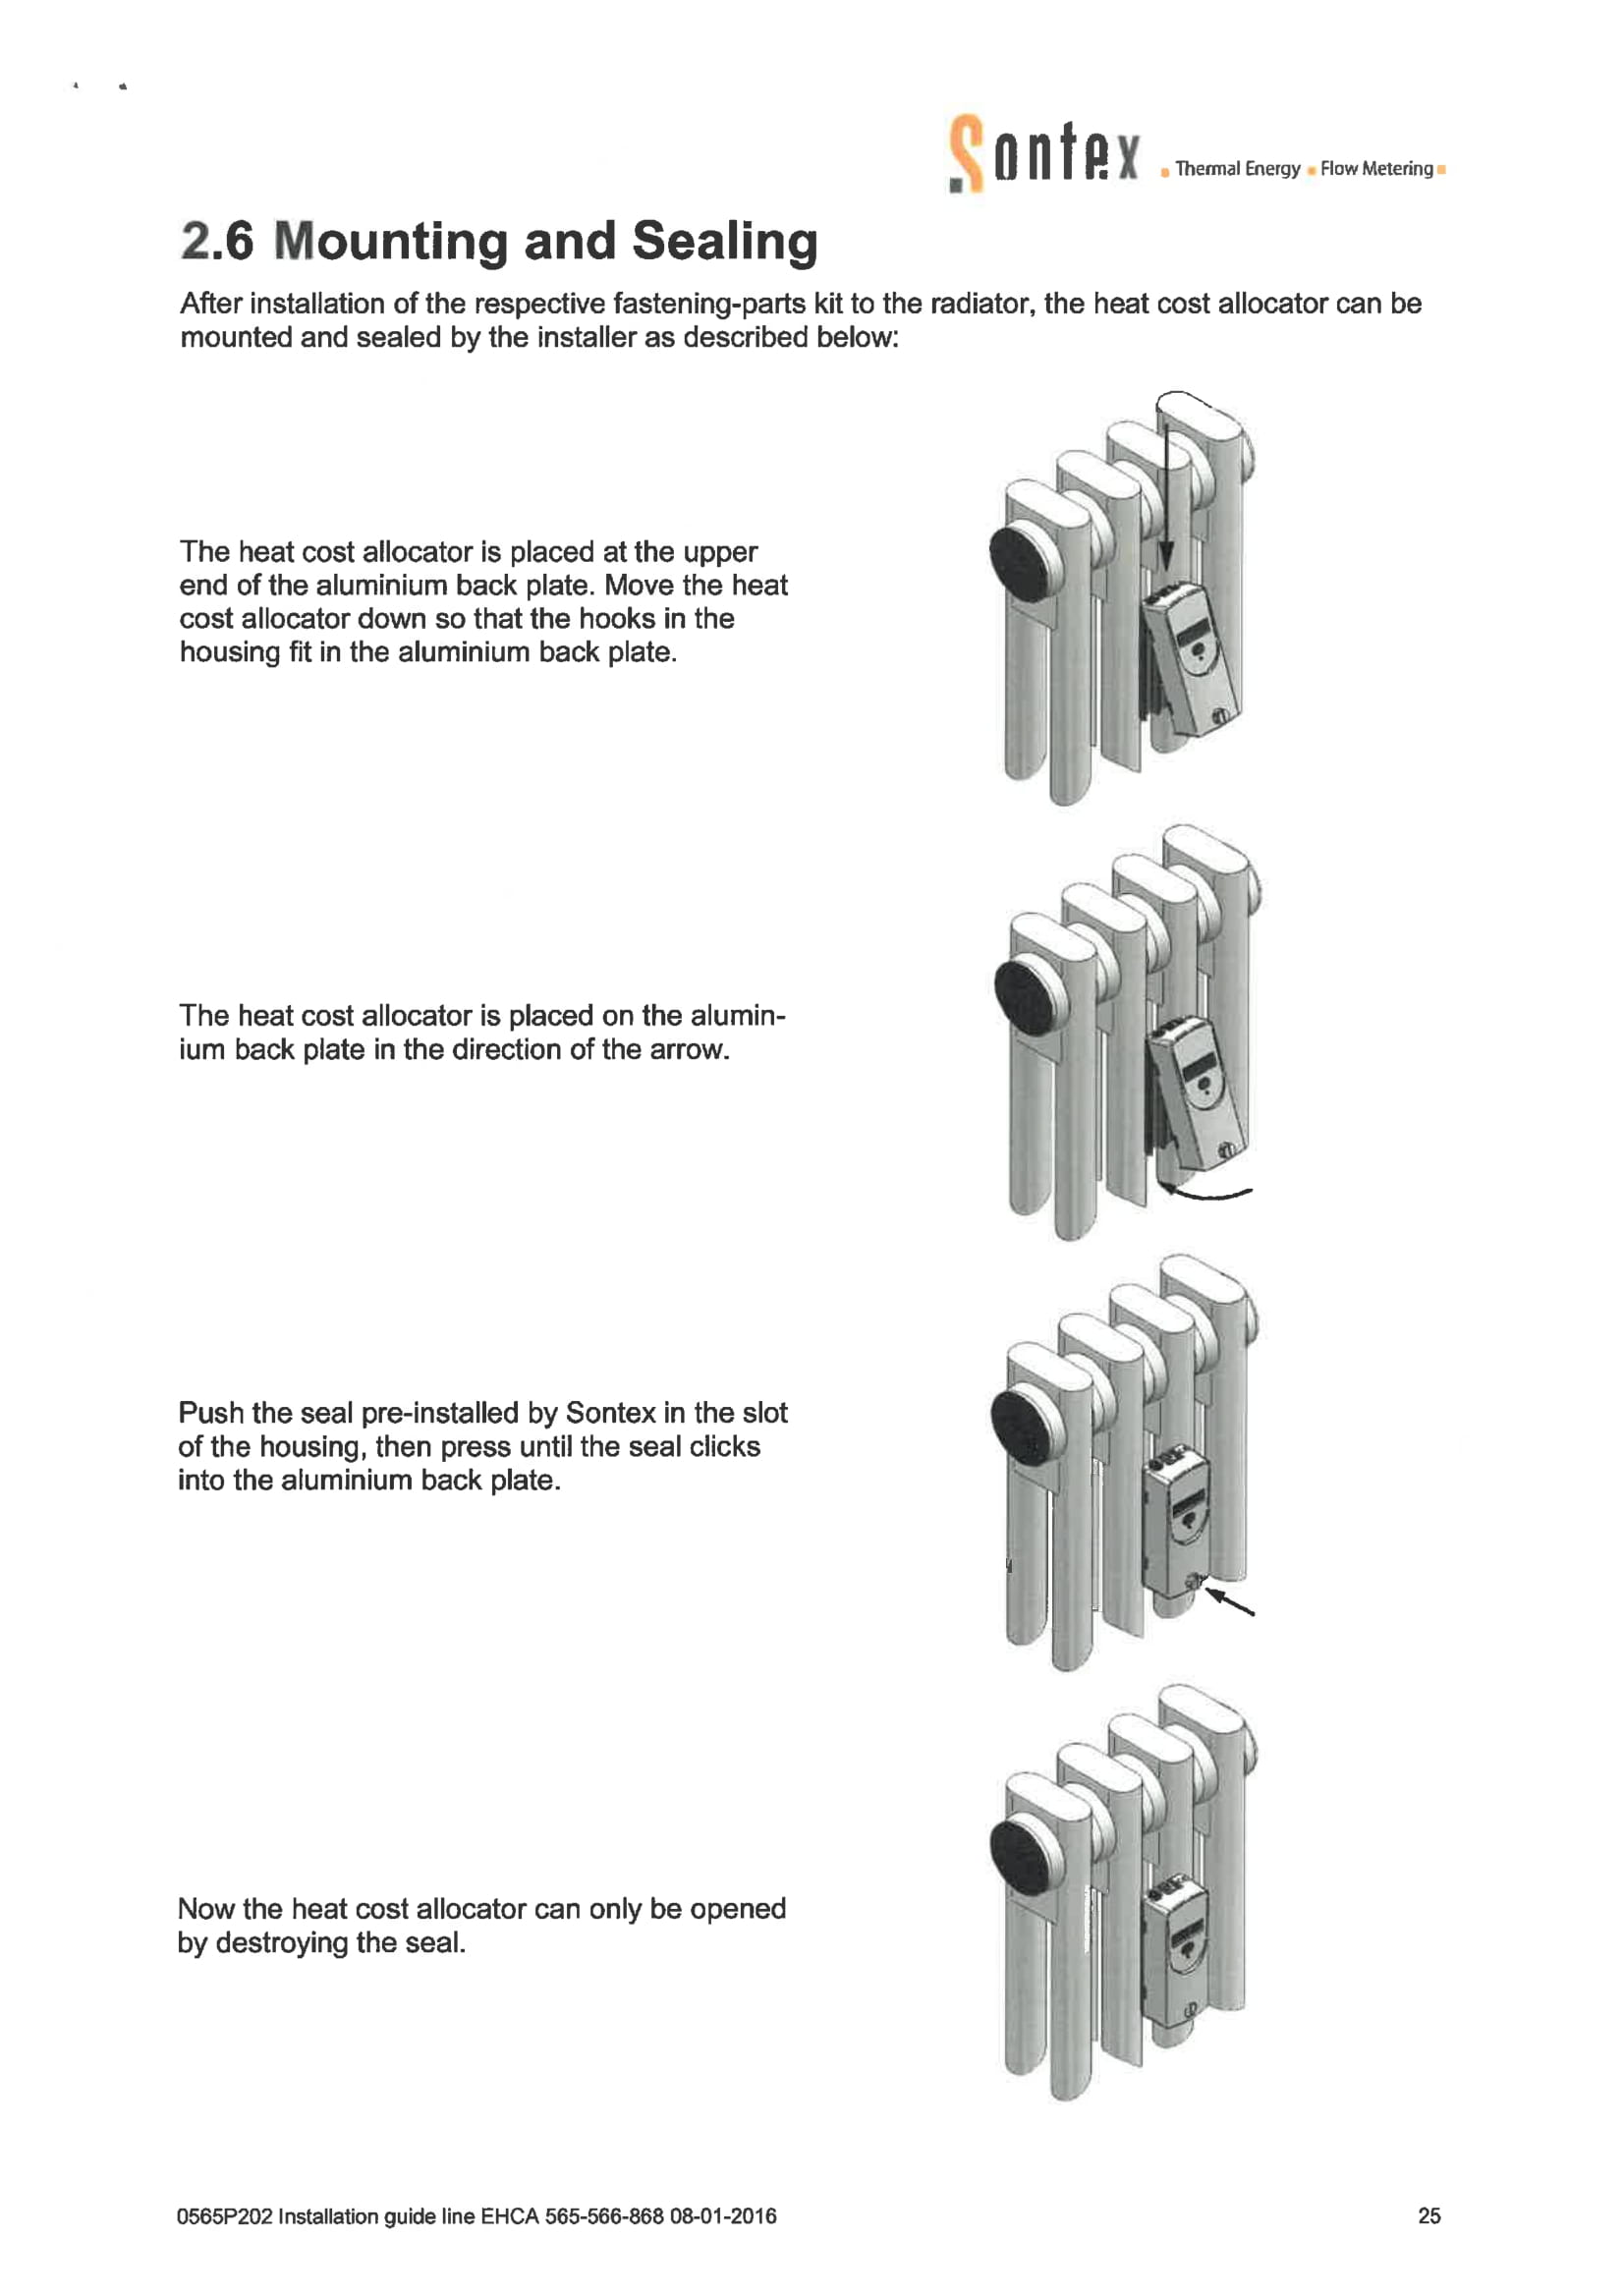 Sontex
Thermal Energy Flow Metering
2.6 Mounting and Sealing
After installation of the respective fastening-parts kit to the radiator, the heat cost allocator can be
mounted and sealed by the installer as described below:
The heat cost allocator is placed at the upper
end of the aluminium back plate. Move the heat
cost allocator down so that the hooks in the
housing fit in the aluminium back plate.
The heat cost allocator is placed on the alumin-
ium back plate in the direction of the arrow.
Push the seal pre-installed by Sontex in the slot
of the housing, then press until the seal clicks
into the aluminium back plate.
Now the heat cost allocator can only be opened
by destroying the seal.
0565P202 Installation guide line EHCA 565-566-868 08-01-2016
25